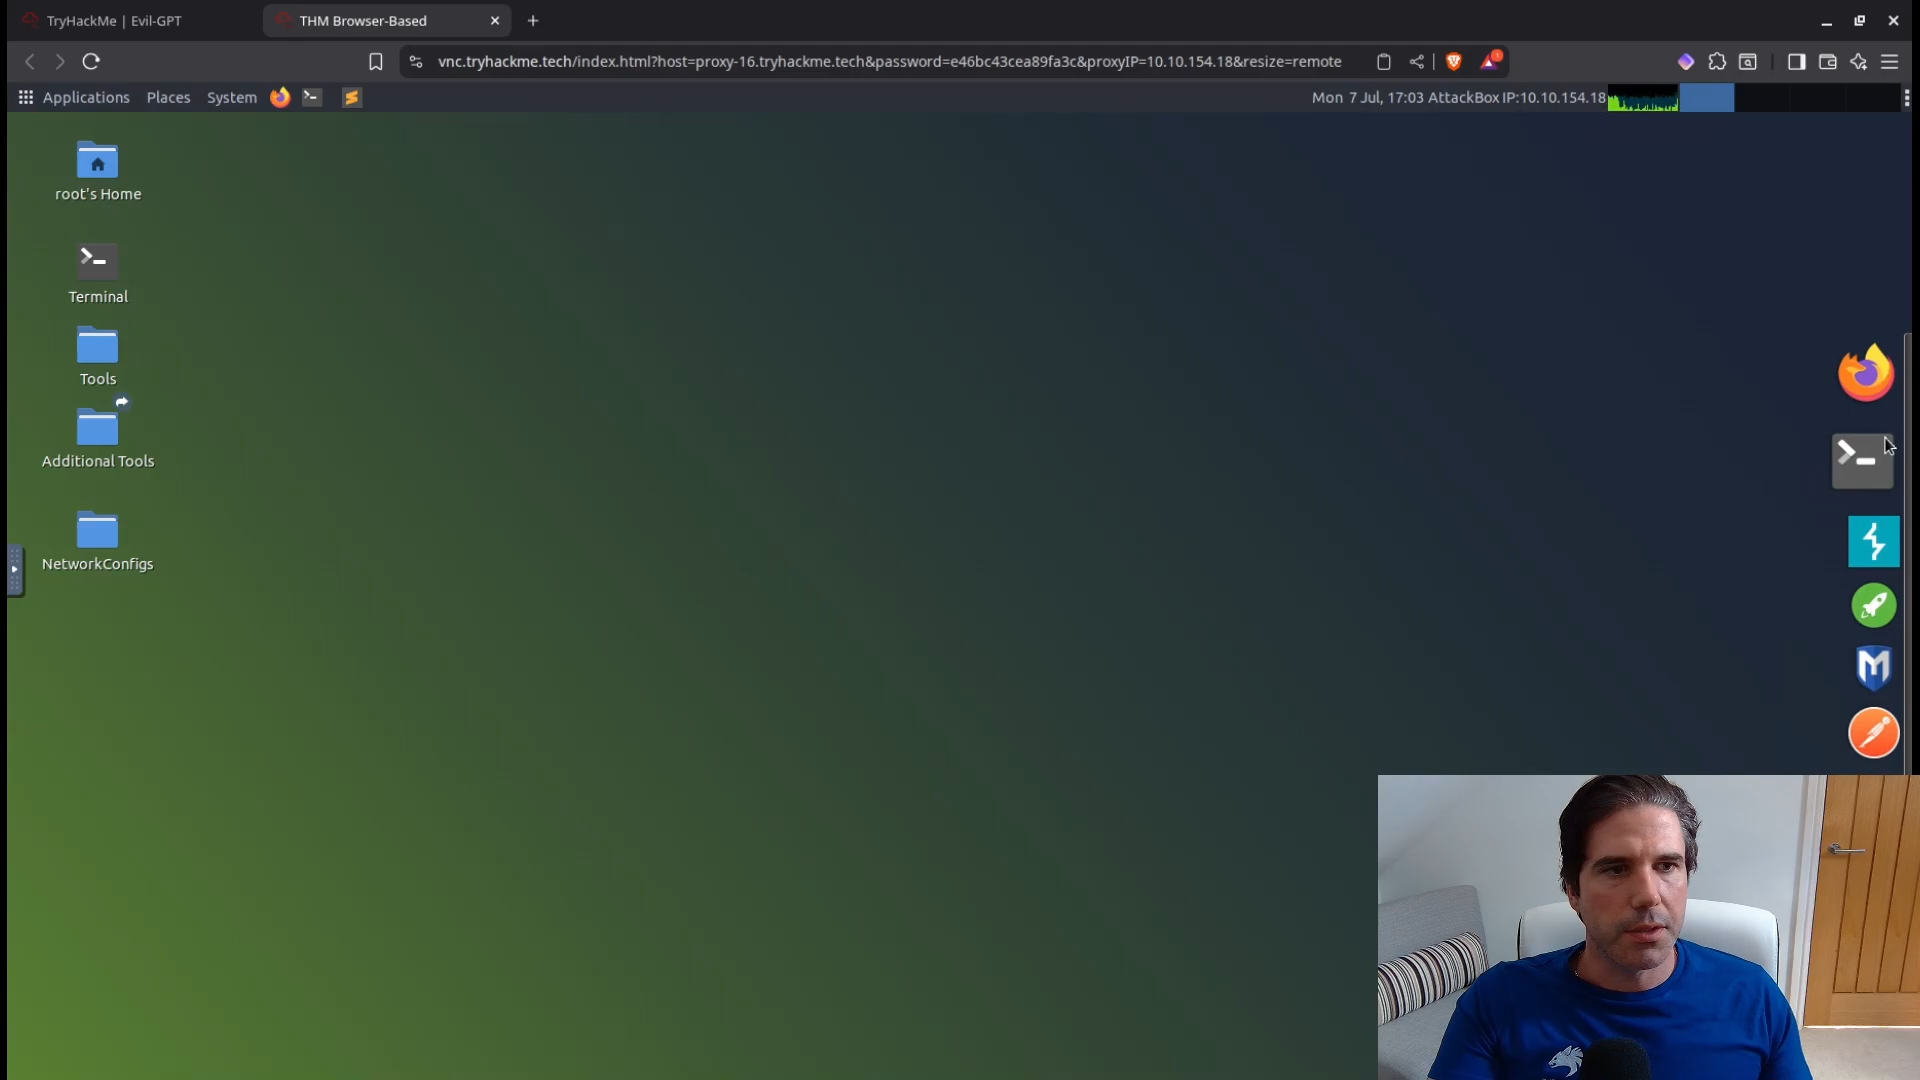 TryHackMe | Evil-GPT
THM Browser-Based
vnc.tryhackme.tech/index.html?host=proxy-16.tryhackme.tech&password=e46bc43cea89fa3c&proxyIP=10.10.154.18&resize=remote
Applications Places System
Mon 7 Jul, 17:03 AttackBox IP:10.10.154.18
root's Home
Terminal
Tools
Additional Tools
NetworkConfigs